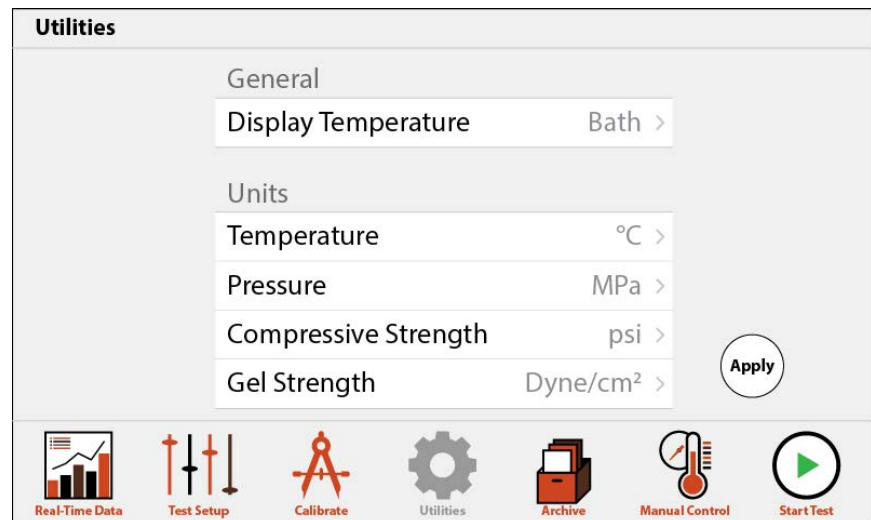 Utilities
General
Display Temperature Bath >
Units
Temperature °C >
Pressure MPa >
Compressive Strength psi >
Gel Strength Dyne/cm² >
Apply
Real-Time Data Test Setup Calibrate Utilities Archive Manual Control Start Test